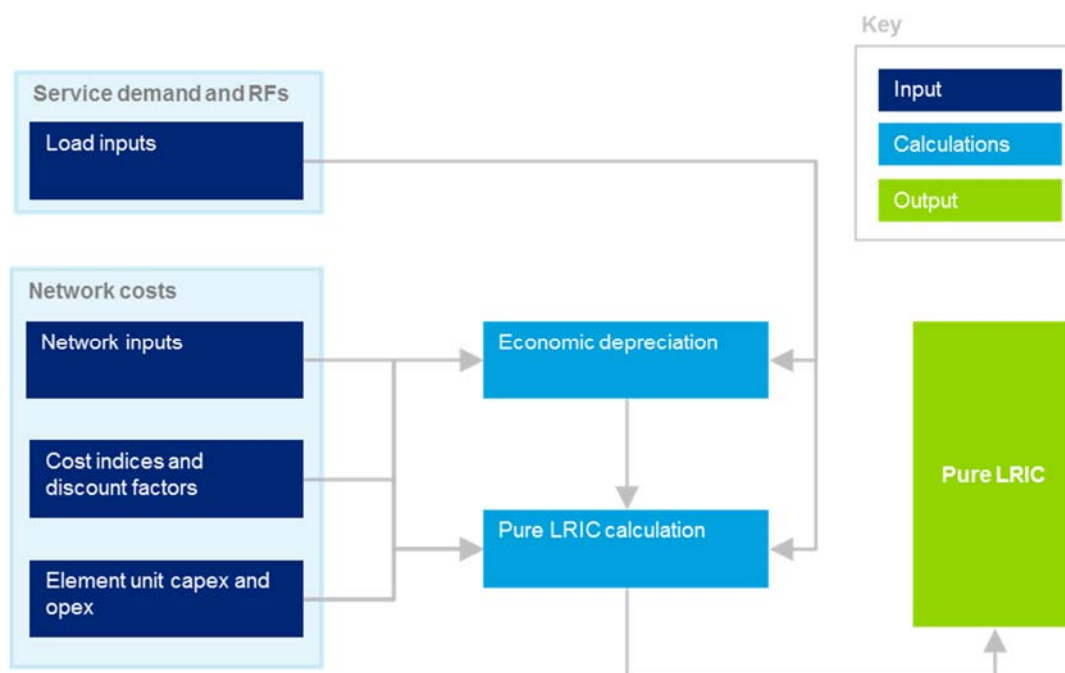 Key
Input
Calculations
Output
Service demand and RFs
Load inputs
Network costs
Network inputs
Cost indices and
discount factors
Element unit capex and
opex
Economic depreciation
Pure LRIC calculation
Pure LRIC